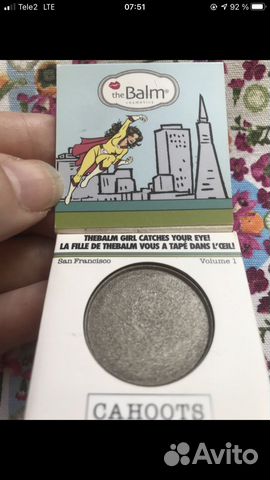 Tele2 LTE
07:51
92 %
theBalm®
cosmetics
THEBALM GIRL CATCHES YOUR EYE!
LA FILLE DE THEBALM VOUS A TAPÉ DANS L'ŒIL!
San Francisco
Volume 1
CAHOOTS
Avito